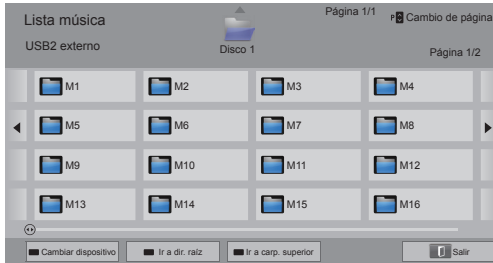 Lista música
Página 1/1
P Cambio de página
USB2 externo
Disco 1
Página 1/2
M1 M2 M3 M4
M5 M6 M7 M8
M9 M10 M11 M12
M13 M14 M15 M16
Cambiar dispositivo Ir a dir. raíz Ir a carp. superior Salir